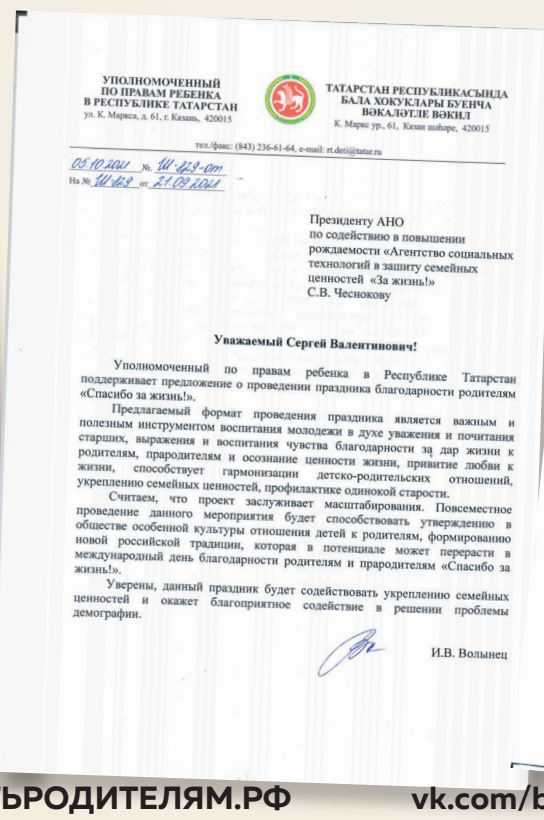 УПОЛНОМОЧЕННЫЙ
ПО ПРАВАМ РЕБЕНКА
В РЕСПУБЛИКЕ ТАТАРСТАН
ул. К. Маркса, д. 61, г. Казань, 420015
ТАТАРСТАН РЕСПУБЛИКАСЫНДА
БАЛА ХОКУКЛАРЫ БУЕНЧА
ВӘКАЛӘТЛЕ ВӘКИЛ
К. Маркс ур., 61, Казан шәһәре, 420015
тел./факс: (843) 236-61-64, e-mail: rt.deti@tatar.ru
05.10.2021 № Ш-829-от
На № Ш-829 от 21.09.2021
Президенту АНО
по содействию в повышении
рождаемости «Агентство социальных
технологий в зашиту семейных
ценностей «За жизнь!»
С.В. Чеснокову
Уважаемый Сергей Валентинович!
Уполномоченный по правам ребенка в Республике Татарстан
поддерживает предложение о проведении праздника благодарности родителям
«Спасибо за жизнь!».
Предлагаемый формат проведения праздника является важным и
полезным инструментом воспитания молодежи в духе уважения и почитания
старших, выражения и воспитания чувства благодарности за дар жизни к
родителям, прародителям и осознание ценности жизни, привитие любви к
жизни, способствует гармонизации детско-родительских отношений,
укреплению семейных ценностей, профилактике одинокой старости.
Считаем, что проект заслуживает масштабирования. Повсеместное
проведение данного мероприятия будет способствовать утверждению в
обществе особенной культуры отношения детей к родителям, формированию
новой российской традиции, которая в потенциале может перерасти в
международный день благодарности родителям и прародителям «Спасибо за
жизнь!».
Уверены, данный праздник будет содействовать укреплению семейных
ценностей и окажет благоприятное содействие в решении проблемы
демографии.
И.В. Волынец
ЬРОДИТЕЛЯМ.РФ vk.com/b